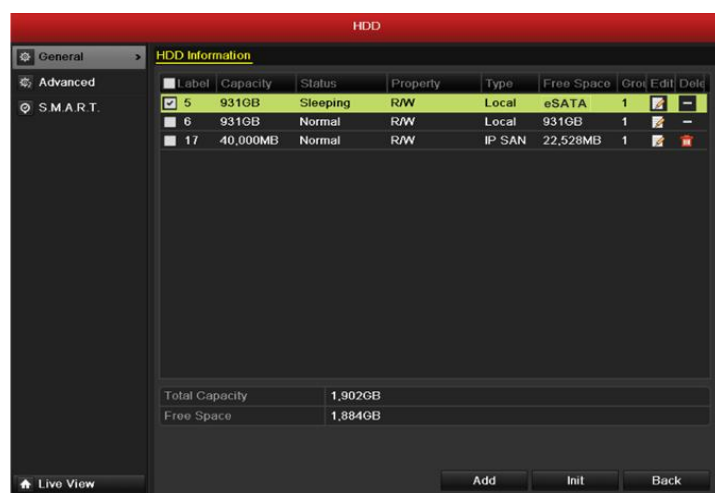 HDD
General >
HDD Information
Advanced
S.M.A.R.T.
Label Capacity Status Property Type Free Space Grou Edit Dele
5 931GB Sleeping R/W Local eSATA 1 —
6 931GB Normal R/W Local 931GB 1 —
17 40,000MB Normal R/W IP SAN 22,528MB 1
Total Capacity 1,902GB
Free Space 1,884GB
Live View
Add Init Back